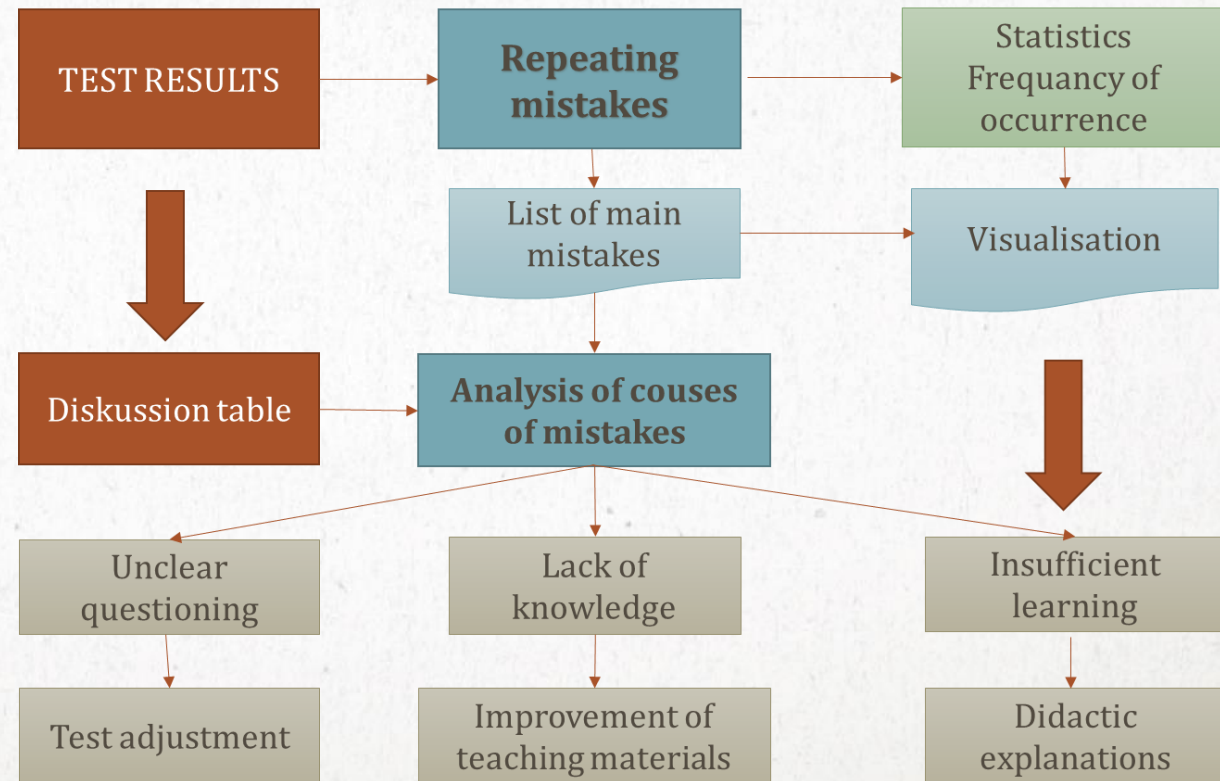 TEST RESULTS
Repeating
mistakes
Statistics
Frequancy of
occurrence
List of main
mistakes
Visualisation
Diskussion table
Analysis of couses
of mistakes
Unclear
questioning
Lack of
knowledge
Insufficient
learning
Test adjustment
Improvement of
teaching materials
Didactic
explanations